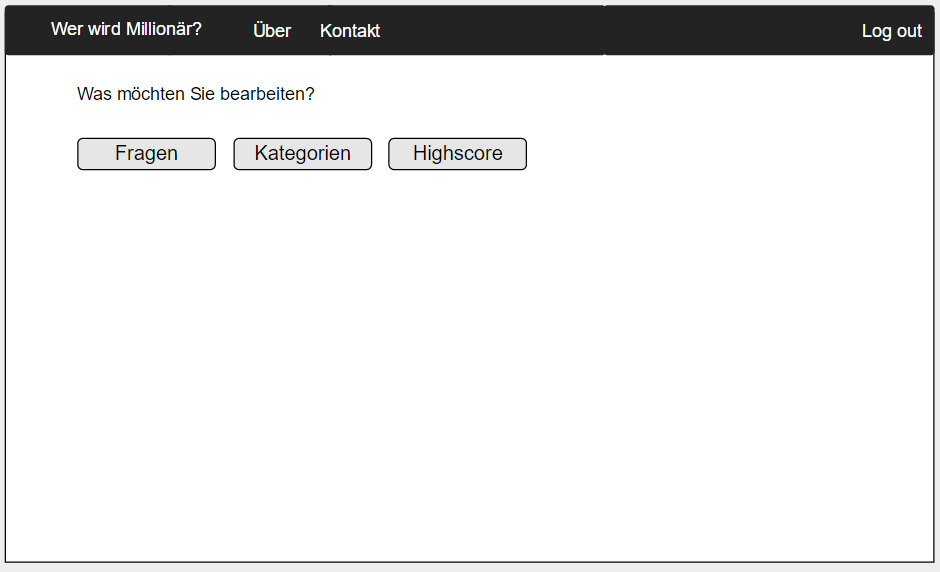 Wer wird Millionär? Über Kontakt Log out
Was möchten Sie bearbeiten?
Fragen Kategorien Highscore